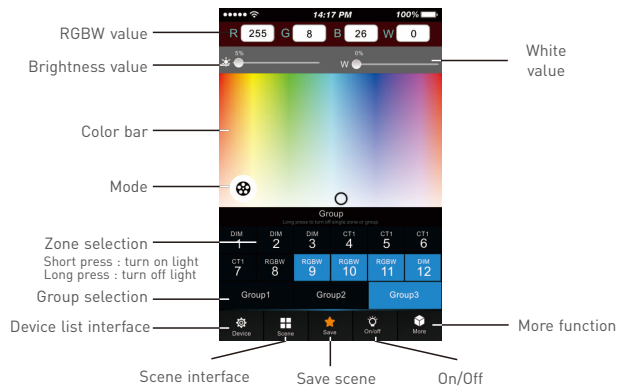 14:17 PM 100%
RGBW value
R 255 G 8 B 26 W 0
5% 0%
Brightness value
W
White
value
Color bar
Mode
Group
Long press to turn off single zone or group
Zone selection
Short press : turn on light
Long press : turn off light
DIM DIM DIM CT1 CT1 CT1
1 2 3 4 5 6
CT1 RGBW RGBW RGBW RGBW DIM
7 8 9 10 11 12
Group selection
Group1 Group2 Group3
Device list interface
Device Scene Save On/off More
More function
Scene interface Save scene On/Off